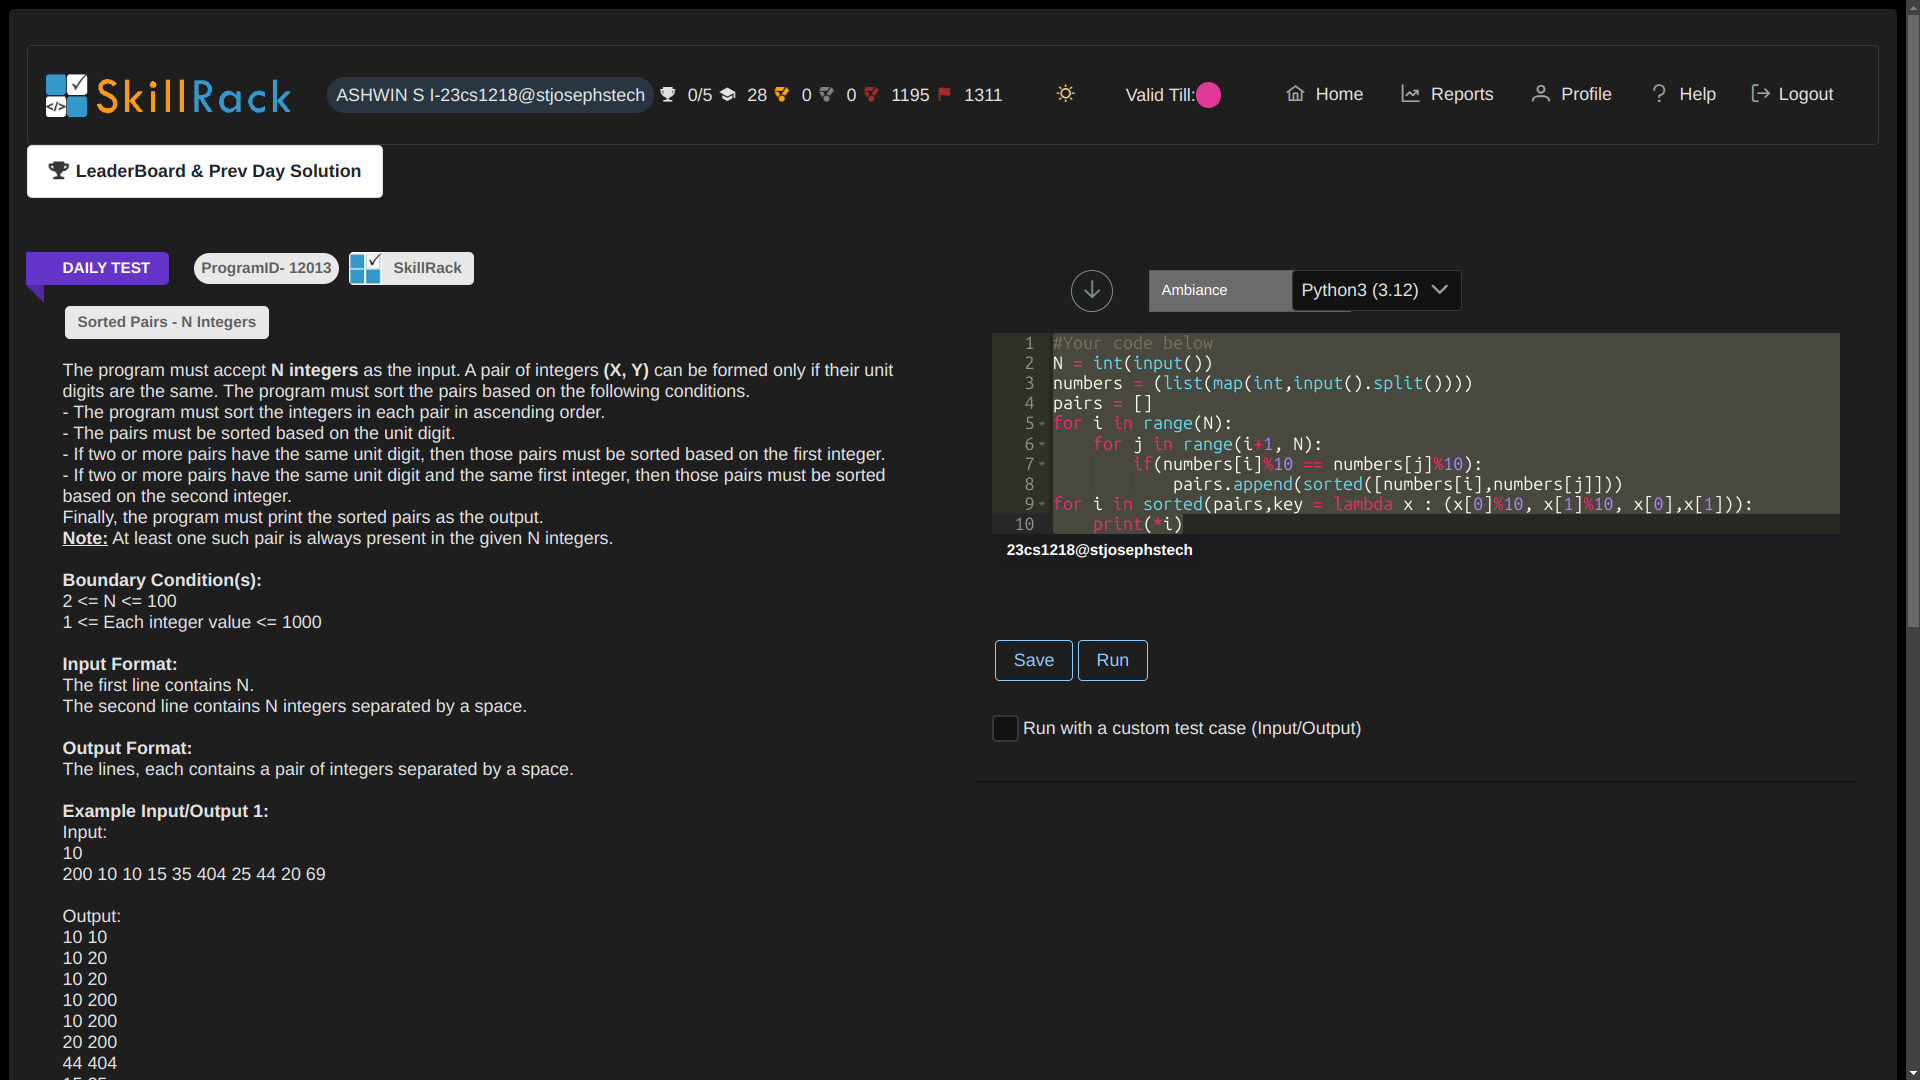 SkillRack
ASHWIN S I-23cs1218@stjosephstech 0/5 28 0 0 1195 1311
Valid Till:
Home
Reports
Profile
Help
Logout
LeaderBoard & Prev Day Solution
DAILY TEST
ProgramID- 12013
SkillRack
Sorted Pairs - N Integers
The program must accept N integers as the input. A pair of integers (X, Y) can be formed only if their unit
digits are the same. The program must sort the pairs based on the following conditions.
- The program must sort the integers in each pair in ascending order.
- The pairs must be sorted based on the unit digit.
- If two or more pairs have the same unit digit, then those pairs must be sorted based on the first integer.
- If two or more pairs have the same unit digit and the same first integer, then those pairs must be sorted
based on the second integer.
Finally, the program must print the sorted pairs as the output.
Note: At least one such pair is always present in the given N integers.
Boundary Condition(s):
2 <= N <= 100
1 <= Each integer value <= 1000
Input Format:
The first line contains N.
The second line contains N integers separated by a space.
Output Format:
The lines, each contains a pair of integers separated by a space.
Example Input/Output 1:
Input:
10
200 10 10 15 35 404 25 44 20 69
Output:
10 10
10 20
10 20
10 200
10 200
20 200
44 404
Ambiance
Python3 (3.12)
1 #Your code below
2 N = int(input())
3 numbers = (list(map(int,input().split())))
4 pairs = []
5 for i in range(N):
6     for j in range(i+1, N):
7         if(numbers[i]%10 == numbers[j]%10):
8             pairs.append(sorted([numbers[i],numbers[j]]))
9 for i in sorted(pairs,key = lambda x : (x[0]%10, x[1]%10, x[0],x[1])):
10     print(*i)
23cs1218@stjosephstech
Save
Run
Run with a custom test case (Input/Output)